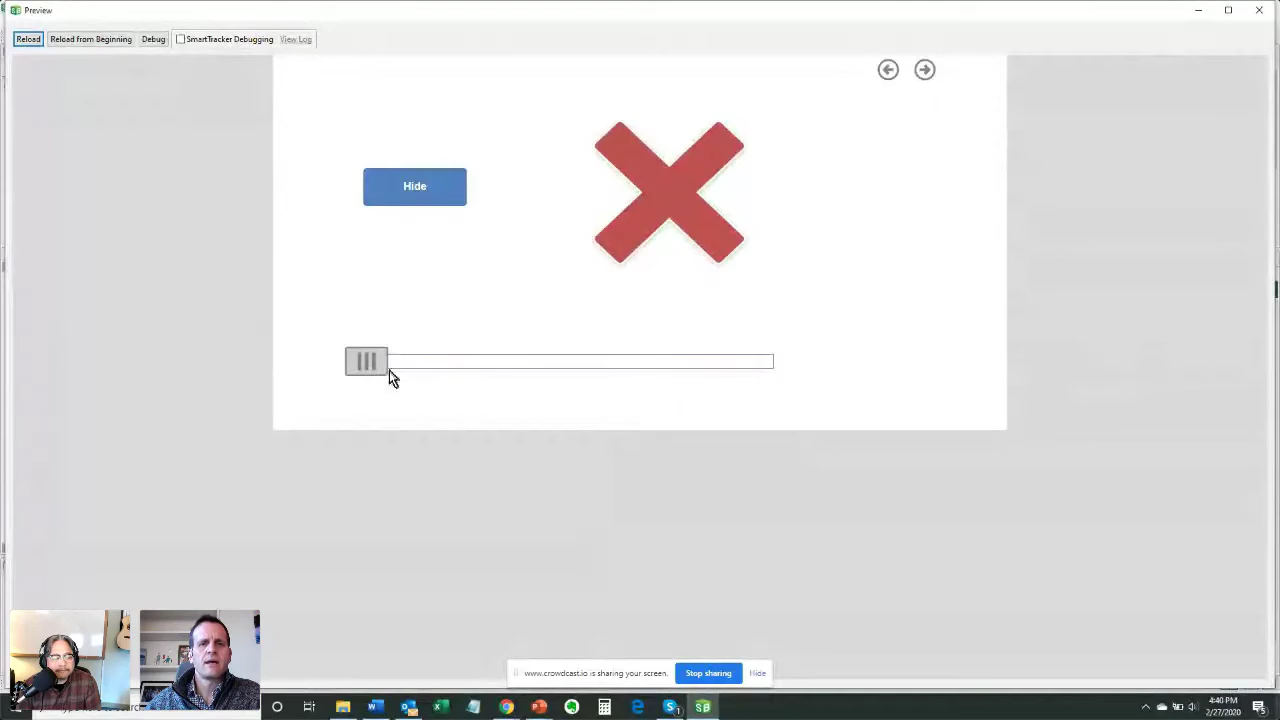 Preview
Reload Reload from Beginning Debug SmartTracker Debugging View Log
Hide
www.crowdcast.io is sharing your screen. Stop sharing Hide
4:40 PM
2/27/2020